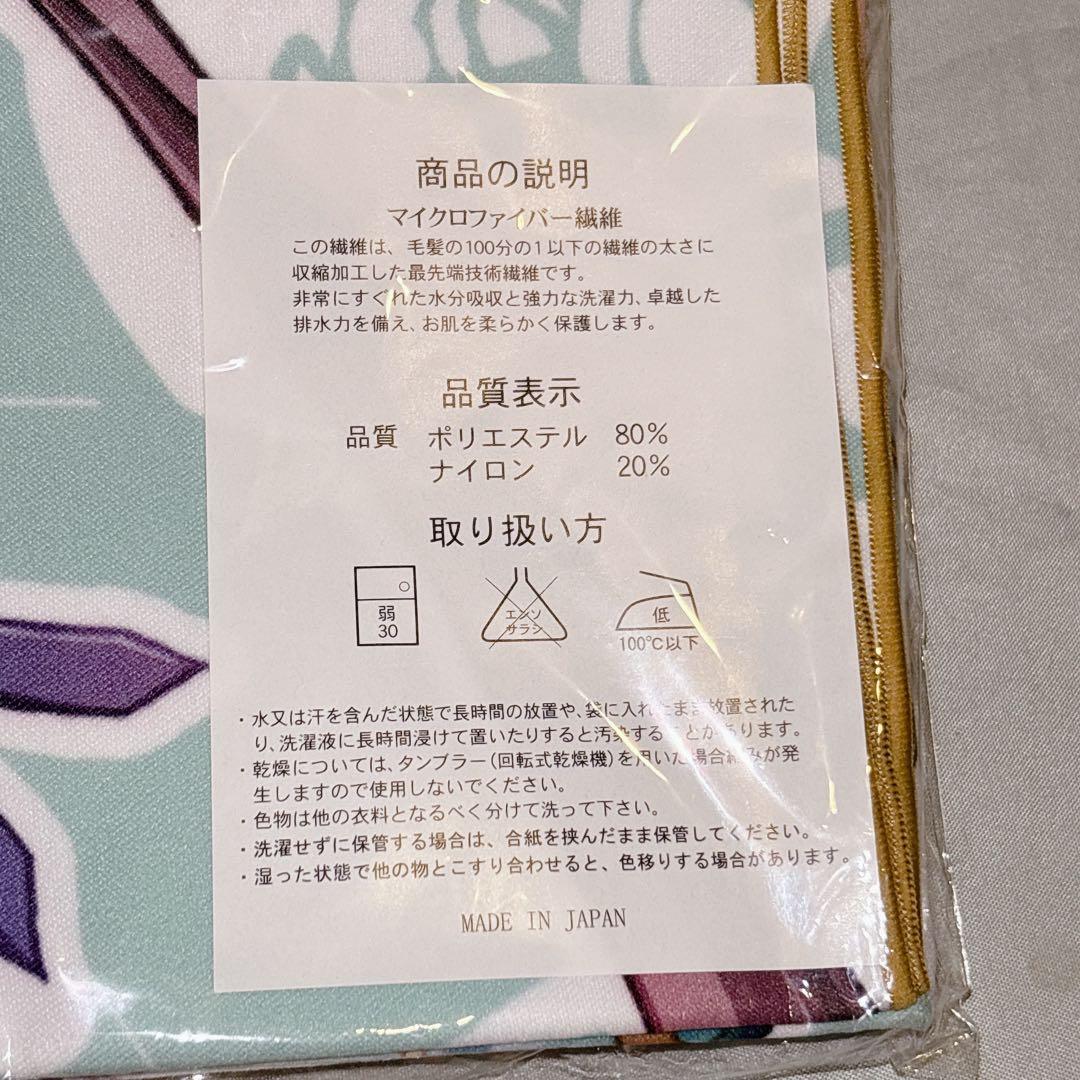 商品の説明
マイクロファイバー繊維
この繊維は、毛髪の100分の1以下の繊維の太さに
収縮加工した最先端技術繊維です。
非常にすぐれた水分吸収と強力な洗濯力、卓越した
排水力を備え、お肌を柔らかく保護します。
品質表示
品質 ポリエステル 80%
ナイロン 20%
取り扱い方
弱
30
エンソ
サラシ
低
100℃以下
・水又は汗を含んだ状態で長時間の放置や、袋に入れたまま放置された
り、洗濯液に長時間浸けて置いたりすると汚染することがあります。
・乾燥については、タンブラー(回転式乾燥機)を用いた場合縮みが発
生しますので使用しないでください。
・色物は他の衣料となるべく分けて洗って下さい。
・洗濯せずに保管する場合は、合紙を挟んだまま保管してください。
・湿った状態で他の物とこすり合わせると、色移りする場合があります。
MADE IN JAPAN